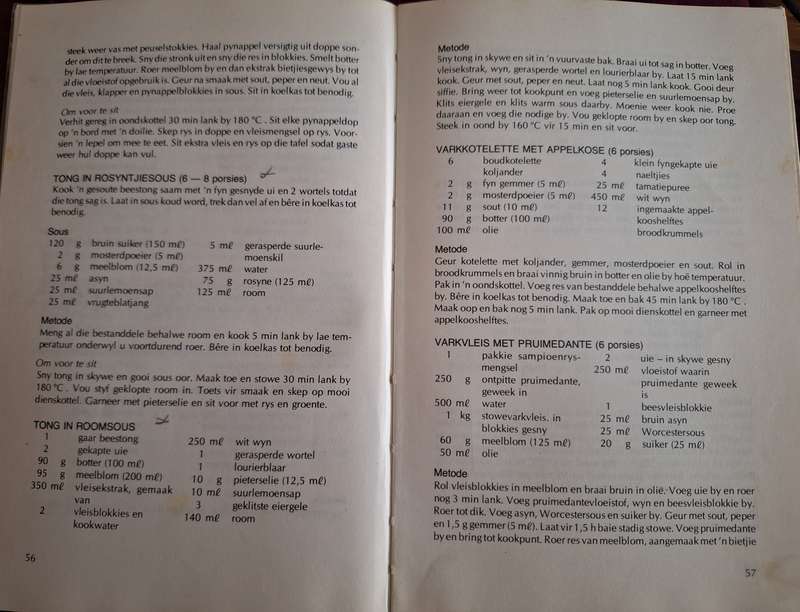 steek weer vas met peuselstokkies. Haal pynappel versigtig uit doppe son-
der om dit te breek. Sny die stronk uit en sny die res in blokkies. Smelt botter
by lae temperatuur. Roer meelblom by en dan ekstrak bietjiesgewys by tot
al die vloeistof opgebruik is. Geur na smaak met sout, peper en neut. Vou al
die vleis, klapper en pynappelblokkies in sous. Sit in koelkas tot benodig.
Om voor te sit
Verhit gereg in oondskottel 30 min lank by 180 °C. Sit elke pynappeldop
op 'n bord met 'n doilie. Skep rys in doppe en vleismengsel op rys. Voor-
sien 'n lepel om mee te eet. Sit ekstra vleis en rys op die tafel sodat gaste
weer hul doppe kan vul.
TONG IN ROSYNTJIESOUS (6 — 8 porsies)
Kook 'n gesoute beestong saam met 'n fyn gesnyde ui en 2 wortels totdat
die tong sag is. Laat in sous koud word, trek dan vel af en bêre in koelkas tot
benodig.
Sous
120 g bruin suiker (150 mℓ) 5 mℓ gerasperde suurle-
2 g mosterdpoeier (5 mℓ) moenskil
6 g meelblom (12,5 mℓ) 375 mℓ water
25 mℓ asyn 75 g rosyne (125 mℓ)
25 mℓ suurlemoensap 125 mℓ room
25 mℓ vrugteblatjang
Metode
Meng al die bestanddele behalwe room en kook 5 min lank by lae tem-
peratuur onderwyl u voortdurend roer. Bêre in koelkas tot benodig.
Om voor te sit
Sny tong in skywe en gooi sous oor. Maak toe en stowe 30 min lank by
180 °C. Vou styf geklopte room in. Toets vir smaak en skep op mooi
dienskottel. Garneer met pieterselie en sit voor met rys en groente.
TONG IN ROOMSOUS
1 gaar beestong 250 mℓ wit wyn
2 gekapte uie 1 gerasperde wortel
90 g botter (100 mℓ) 1 lourierblaar
95 g meelblom (200 mℓ) 10 g pieterselie (12,5 mℓ)
350 mℓ vleisekstrak, gemaak 10 mℓ suurlemoensap
van 3 geklitste eiergele
2 vleisblokkies en 140 mℓ room
kookwater
56
Metode
Sny tong in skywe en sit in 'n vuurvaste bak. Braai ui tot sag in botter. Voeg
vleisekstrak, wyn, gerasperde wortel en lourierblaar by. Laat 15 min lank
kook. Geur met sout, peper en neut. Laat nog 5 min lank kook. Gooi deur
siffie. Bring weer tot kookpunt en voeg pieterselie en suurlemoensap by.
Klits eiergele en klits warm sous daarby. Moenie weer kook nie. Proe
daaraan en voeg die nodige by. Vou geklopte room by en skep oor tong.
Steek in oond by 160 °C vir 15 min en sit voor.
VARKKOTELETTE MET APPELKOSE (6 porsies)
6 boudkotelette 4 klein fyngekapte uie
koljander 4 naeltjies
2 g fyn gemmer (5 mℓ) 25 mℓ tamatiepuree
2 g mosterdpoeier (5 mℓ) 450 mℓ wit wyn
11 g sout (10 mℓ) 12 ingemaakte appel-
90 g botter (100 mℓ) kooshelftes
100 mℓ olie broodkrummels
Metode
Geur kotelette met koljander, gemmer, mosterdpoeier en sout. Rol in
broodkrummels en braai vinnig bruin in botter en olie by hoë temperatuur.
Pak in 'n oondskottel. Voeg res van bestanddele behalwe appelkooshelftes
by. Bêre in koelkas tot benodig. Maak toe en bak 45 min lank by 180 °C.
Maak oop en bak nog 5 min lank. Pak op mooi dienskottel en garneer met
appelkooshelftes.
VARKVLEIS MET PRUIMEDANTE (6 porsies)
1 pakkie sampioenrys- 2 uie – in skywe gesny
mengsel 250 mℓ vloeistof waarin
250 g ontpitte pruimedante, pruimedante geweek
geweek in is
500 mℓ water 1 beesvleisblokkie
1 kg stowevarkvleis. in 25 mℓ bruin asyn
blokkies gesny 25 mℓ Worcestersous
60 g meelblom (125 mℓ) 20 g suiker (25 mℓ)
50 mℓ olie
Metode
Rol vleisblokkies in meelblom en braai bruin in olie. Voeg uie by en roer
nog 3 min lank. Voeg pruimedantevloeistof, wyn en beesvleisblokkie by.
Roer tot dik. Voeg asyn, Worcestersous en suiker by. Geur met sout, peper
en 1,5 g gemmer (5 mℓ). Laat vir 1,5 h baie stadig stowe. Voeg pruimedante
by en bring tot kookpunt. Roer res van meelblom, aangemaak met 'n bietjie
57